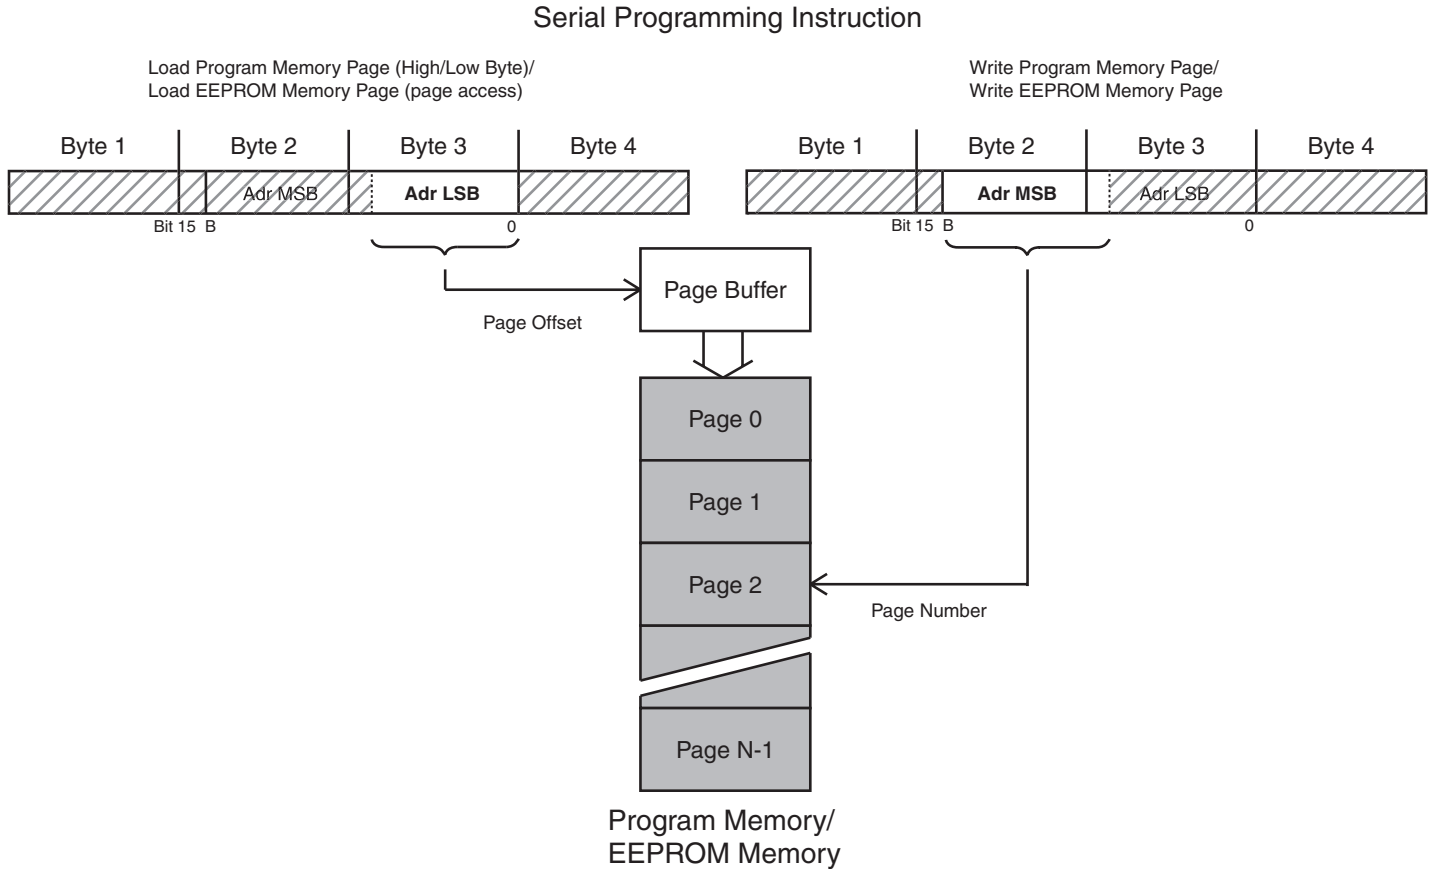 Serial Programming Instruction
Load Program Memory Page (High/Low Byte)/
Load EEPROM Memory Page (page access)
Byte 1 Byte 2 Byte 3 Byte 4
Adr MSB Adr LSB
Bit 15 B 0
Write Program Memory Page/
Write EEPROM Memory Page
Byte 1 Byte 2 Byte 3 Byte 4
Adr MSB Adr LSB
Bit 15 B 0
Page Buffer
Page Offset
Page 0
Page 1
Page 2
Page Number
Page N-1
Program Memory/
EEPROM Memory